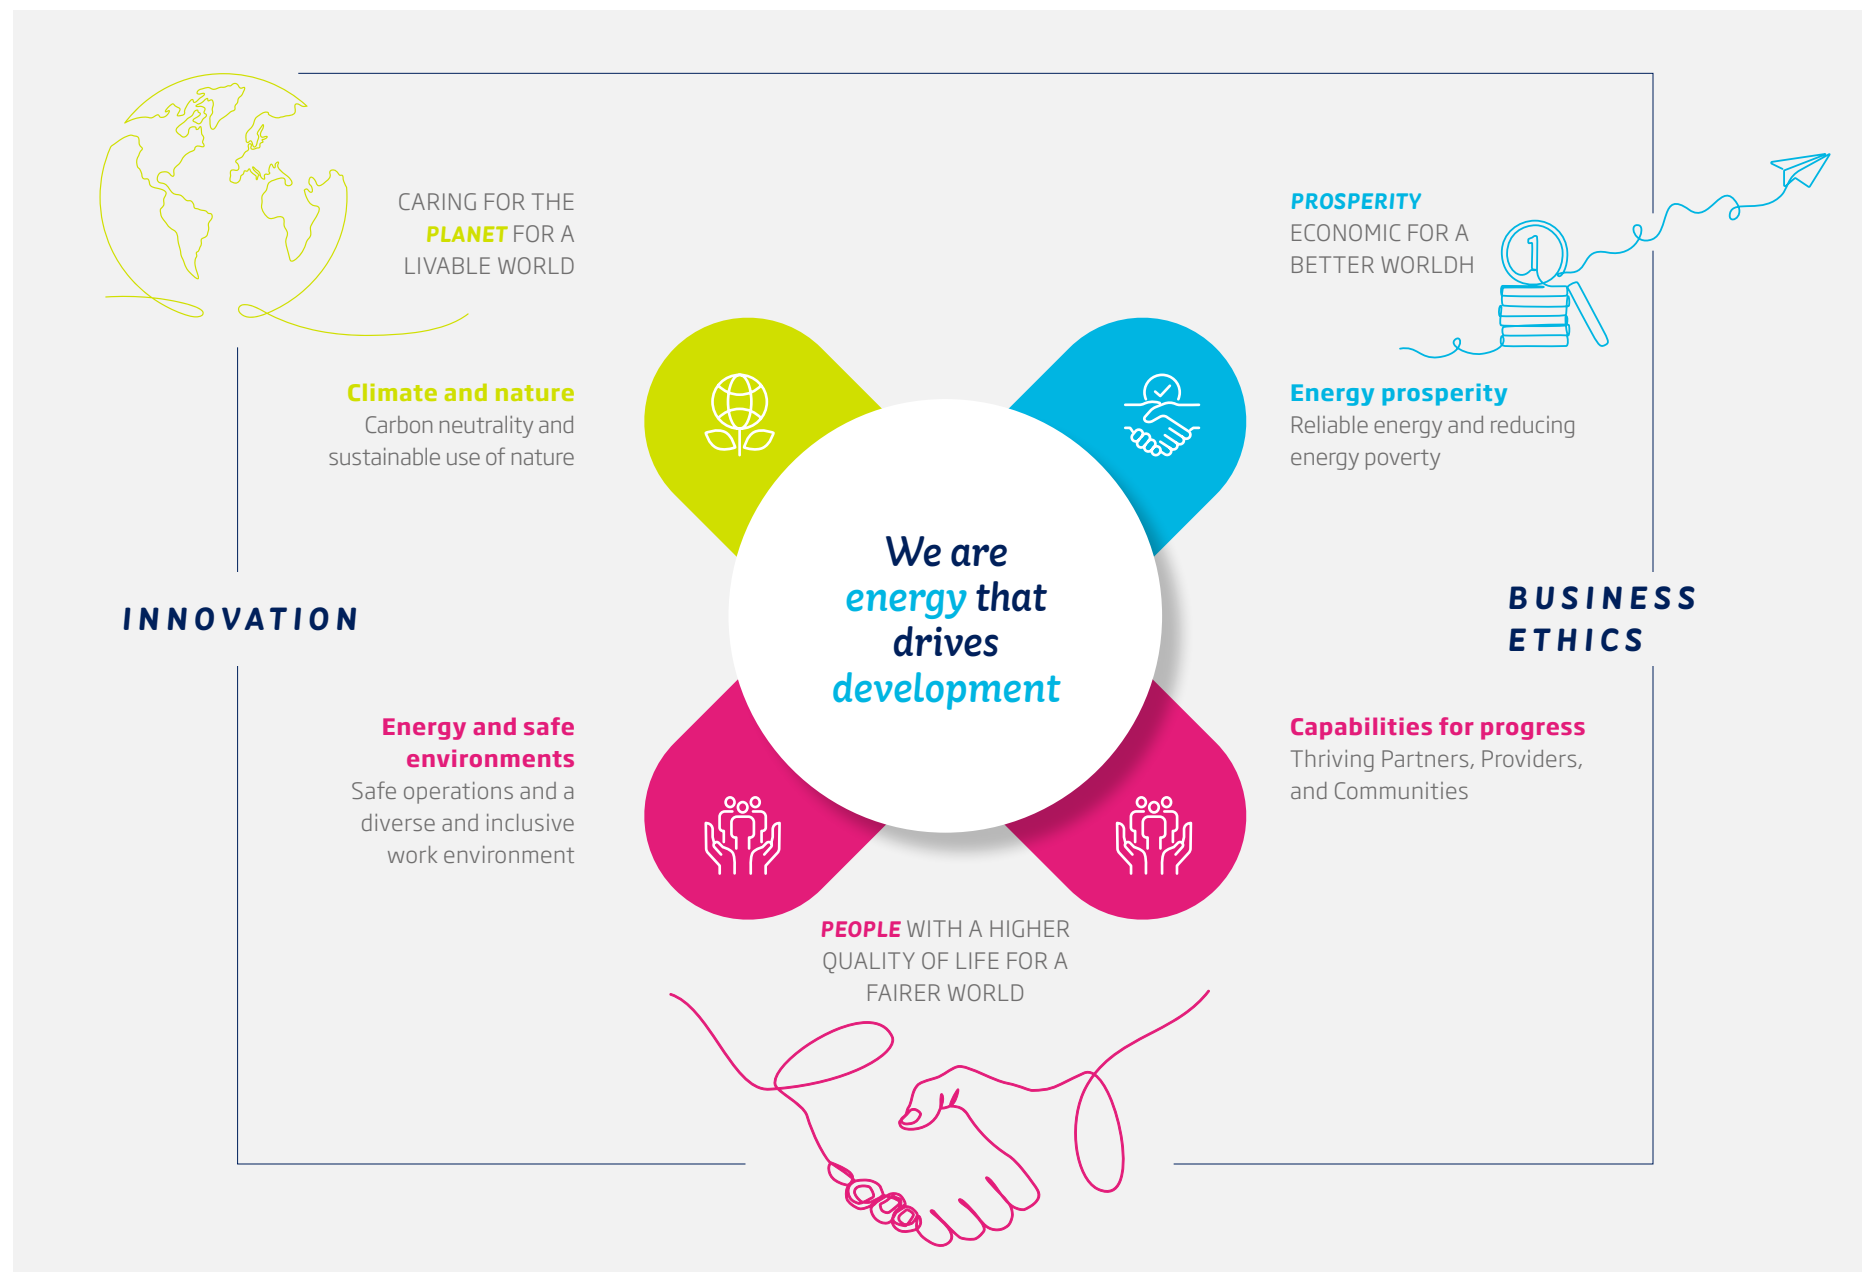 CARING FOR THE
PLANET FOR A
LIVABLE WORLD
PROSPERITY
ECONOMIC FOR A
BETTER WORLDH
1
Climate and nature
Carbon neutrality and
sustainable use of nature
Energy prosperity
Reliable energy and reducing
energy poverty
We are
energy that
drives
development
INNOVATION
BUSINESS
ETHICS
Energy and safe
environments
Safe operations and a
diverse and inclusive
work environment
Capabilities for progress
Thriving Partners, Providers,
and Communities
PEOPLE WITH A HIGHER
QUALITY OF LIFE FOR A
FAIRER WORLD